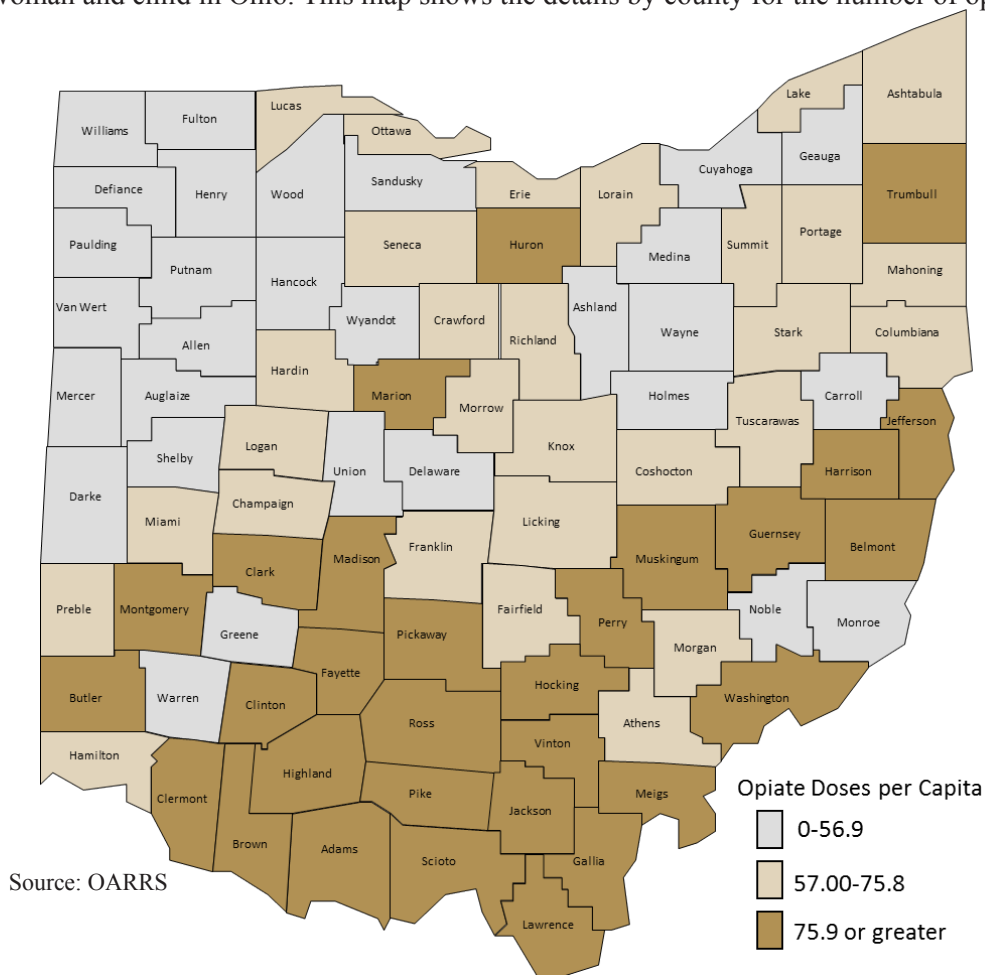 woman and child in Ohio. This map shows the details by county for the number of op
Lake
Ashtabula
Lucas
Fulton
Williams
Ottawa
Geauga
Cuyahoga
Sandusky
Defiance
Henry
Wood
Erie
Lorain
Trumbull
Portage
Paulding
Seneca
Huron
Summit
Medina
Putnam
Mahoning
Hancock
Van Wert
Ashland
Wyandot
Crawford
Wayne
Stark
Columbiana
Richland
Allen
Hardin
Mercer
Auglaize
Marion
Holmes
Carroll
Morrow
Tuscarawas
Jefferson
Logan
Knox
Shelby
Union
Delaware
Coshocton
Harrison
Darke
Champaign
Miami
Licking
Guernsey
Franklin
Belmont
Madison
Muskingum
Clark
Preble
Montgomery
Fairfield
Noble
Perry
Monroe
Greene
Pickaway
Morgan
Fayette
Hocking
Butler
Warren
Clinton
Washington
Ross
Athens
Vinton
Hamilton
Highland
Pike
Meigs
Clermont
Jackson
Brown
Adams
Scioto
Gallia
Lawrence
Opiate Doses per Capita
0-56.9
57.00-75.8
75.9 or greater
Source: OARRS